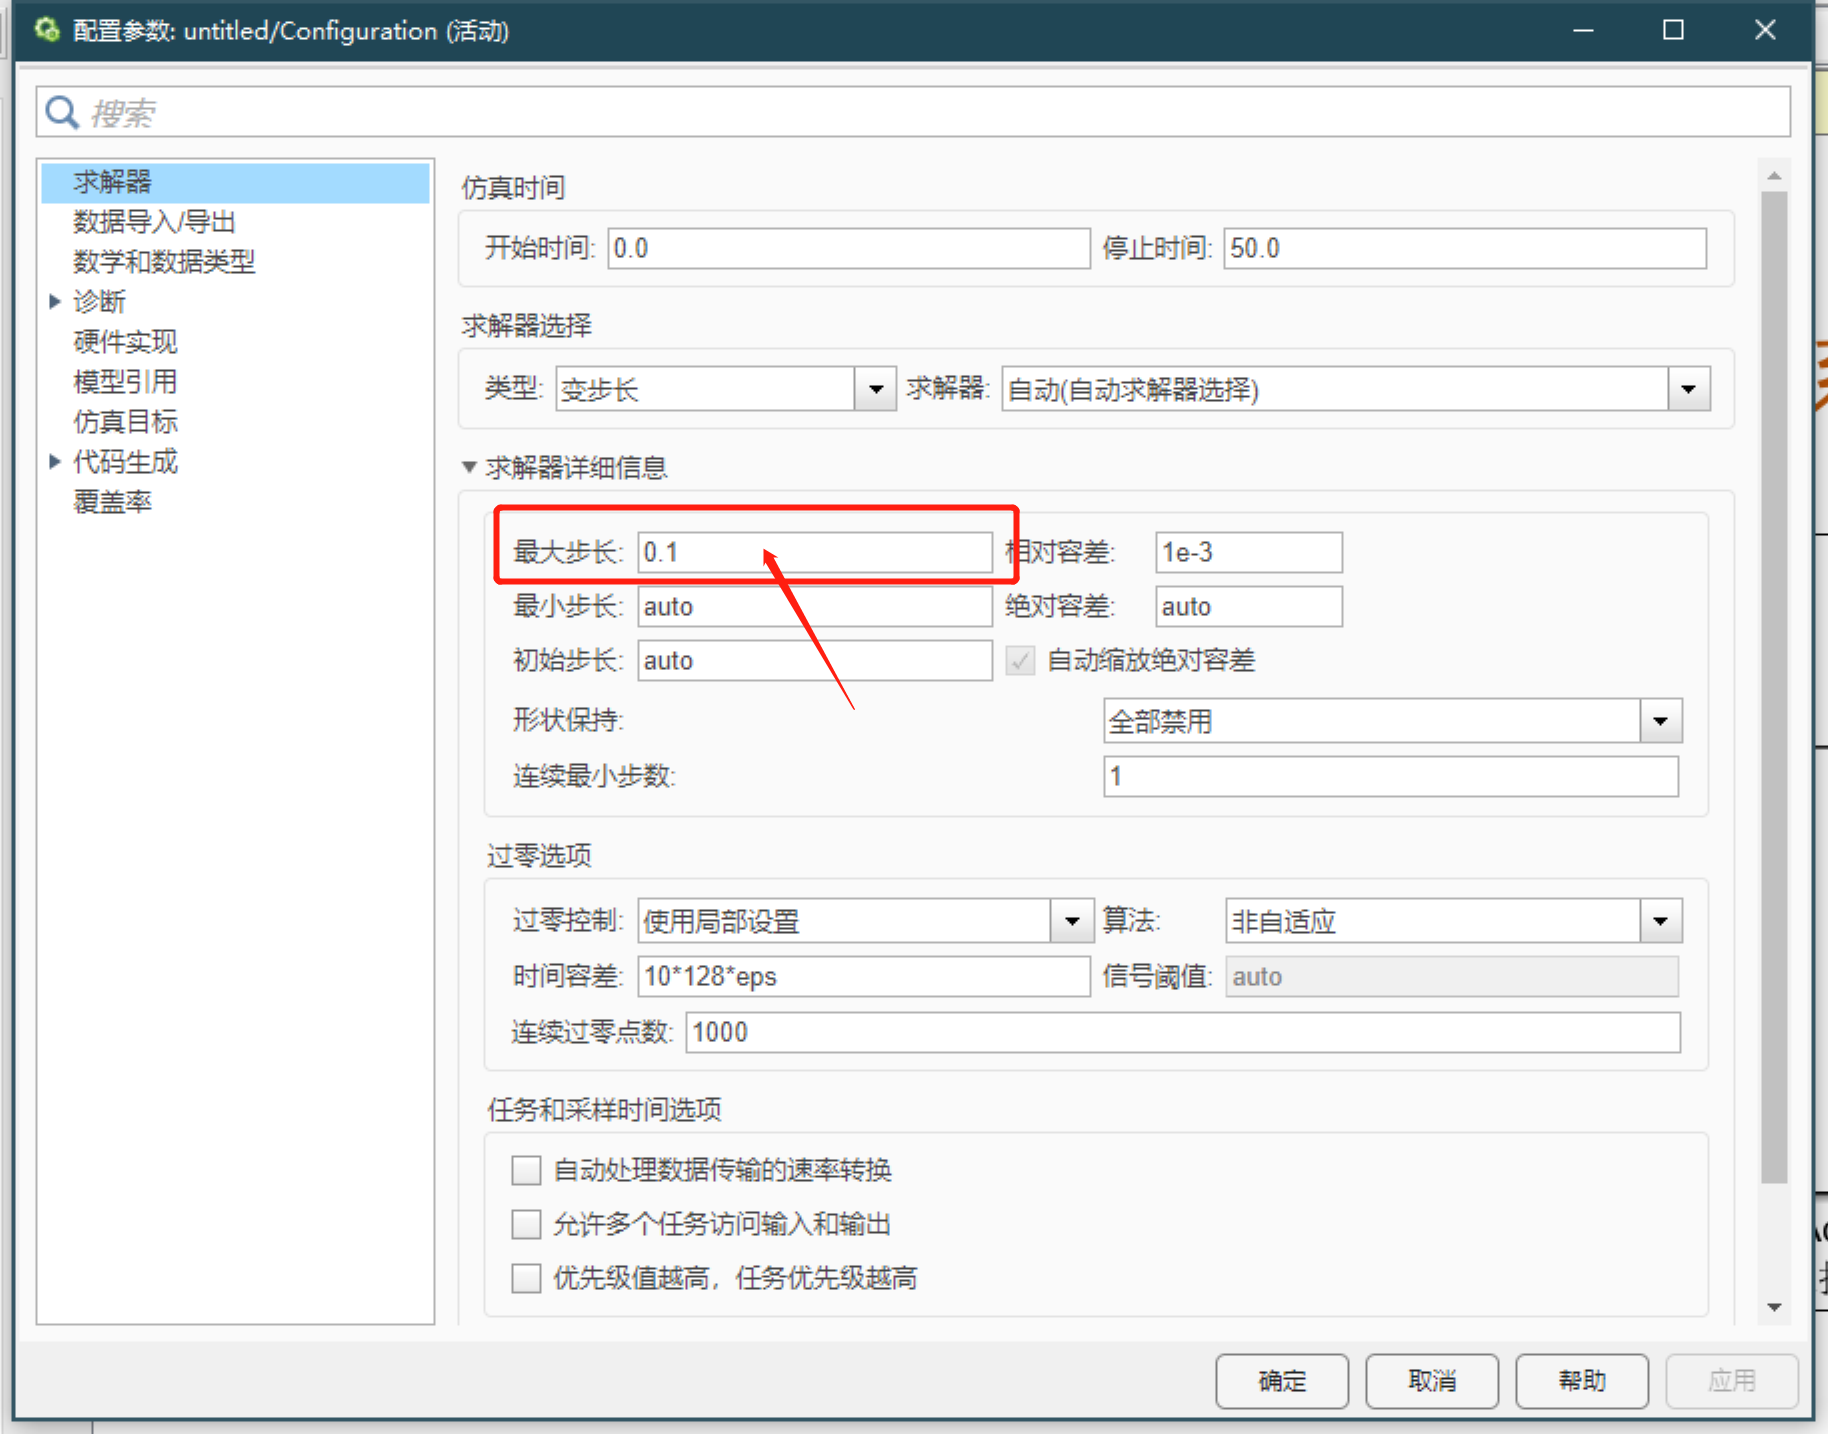 配置参数: untitled/Configuration (活动)
搜索
求解器
数据导入/导出
数学和数据类型
诊断
硬件实现
模型引用
仿真目标
代码生成
覆盖率
仿真时间
开始时间: 0.0 停止时间: 50.0
求解器选择
类型: 变步长 求解器: 自动(自动求解器选择)
求解器详细信息
最大步长: 0.1 相对容差: 1e-3
最小步长: auto 绝对容差: auto
初始步长: auto 自动缩放绝对容差
形状保持: 全部禁用
连续最小步数: 1
过零选项
过零控制: 使用局部设置 算法: 非自适应
时间容差: 10*128*eps 信号阈值: auto
连续过零点数: 1000
任务和采样时间选项
自动处理数据传输的速率转换
允许多个任务访问输入和输出
优先级值越高，任务优先级越高
确定 取消 帮助 应用